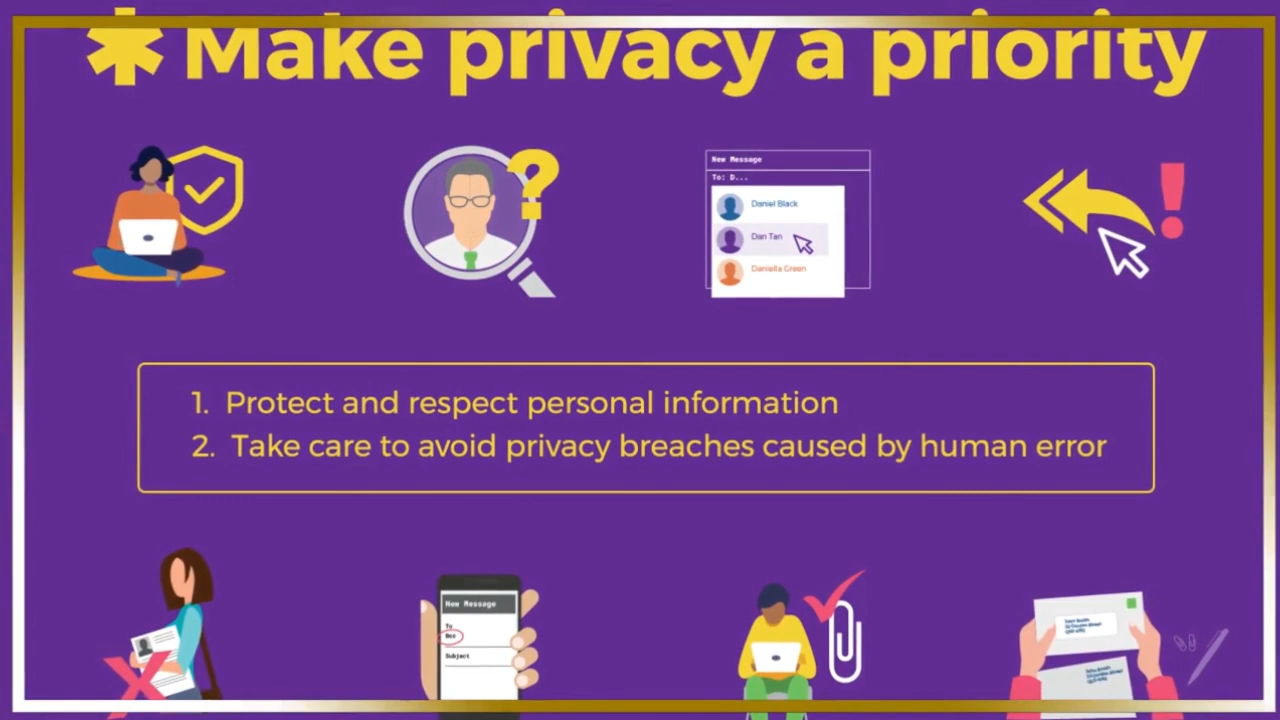 * Make privacy a priority
New Message
To: D...
Daniel Black
Dan Tan
Daniella Green
1. Protect and respect personal information
2. Take care to avoid privacy breaches caused by human error
New Message
To
Bcc
Subject